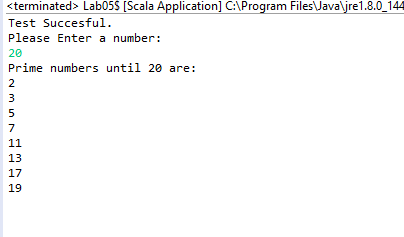 <terminated> Lab05$ [Scala Application] C:\Program Files\Java\jre1.8.0_144
Test Succesful.
Please Enter a number:
20
Prime numbers until 20 are:
2
3
5
7
11
13
17
19